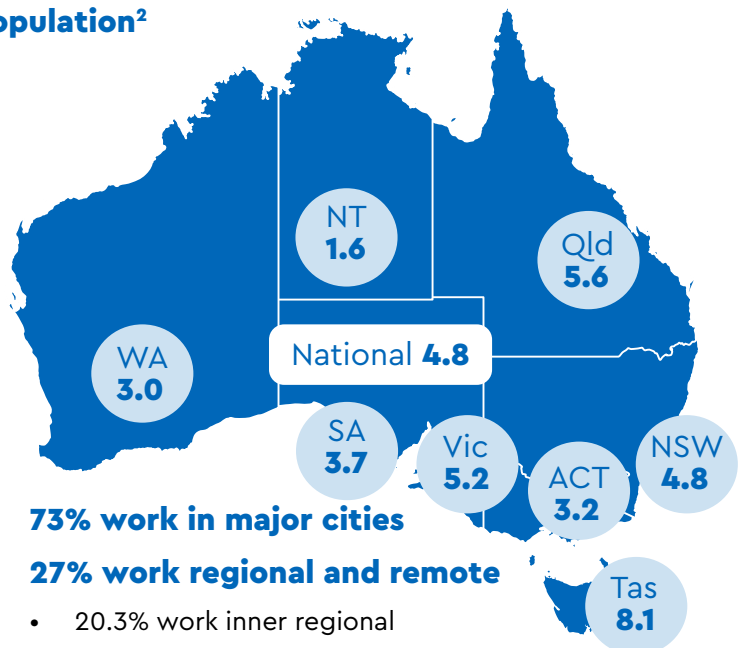 NT
1.6
Qld
5.6
National 4.8
WA
3.0
SA
3.7
Vic
5.2
ACT
3.2
NSW
4.8
73% work in major cities
27% work regional and remote
• 20.3% work inner regional
Tas
8.1